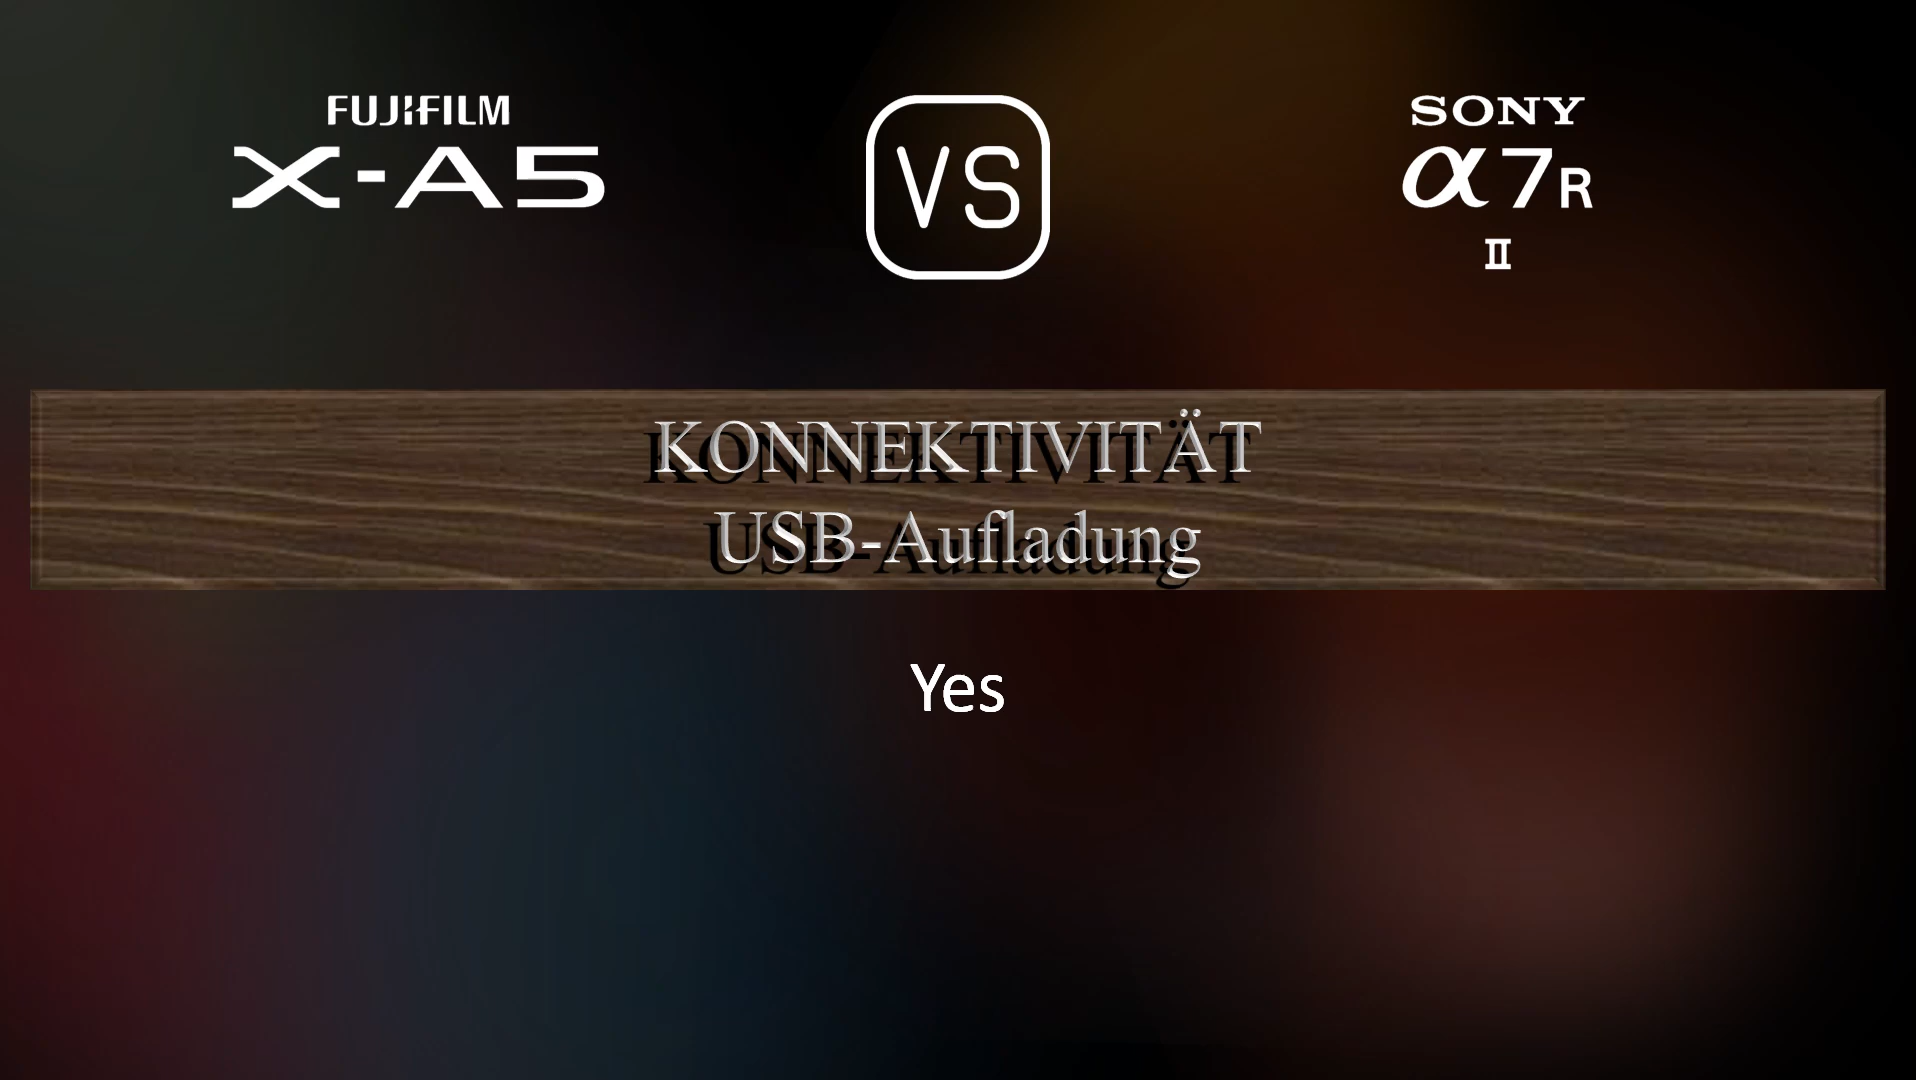 FUJIFILM
X-A5
VS
SONY
α7R
II
KONNEKTIVITÄT
USB-Aufladung
Yes